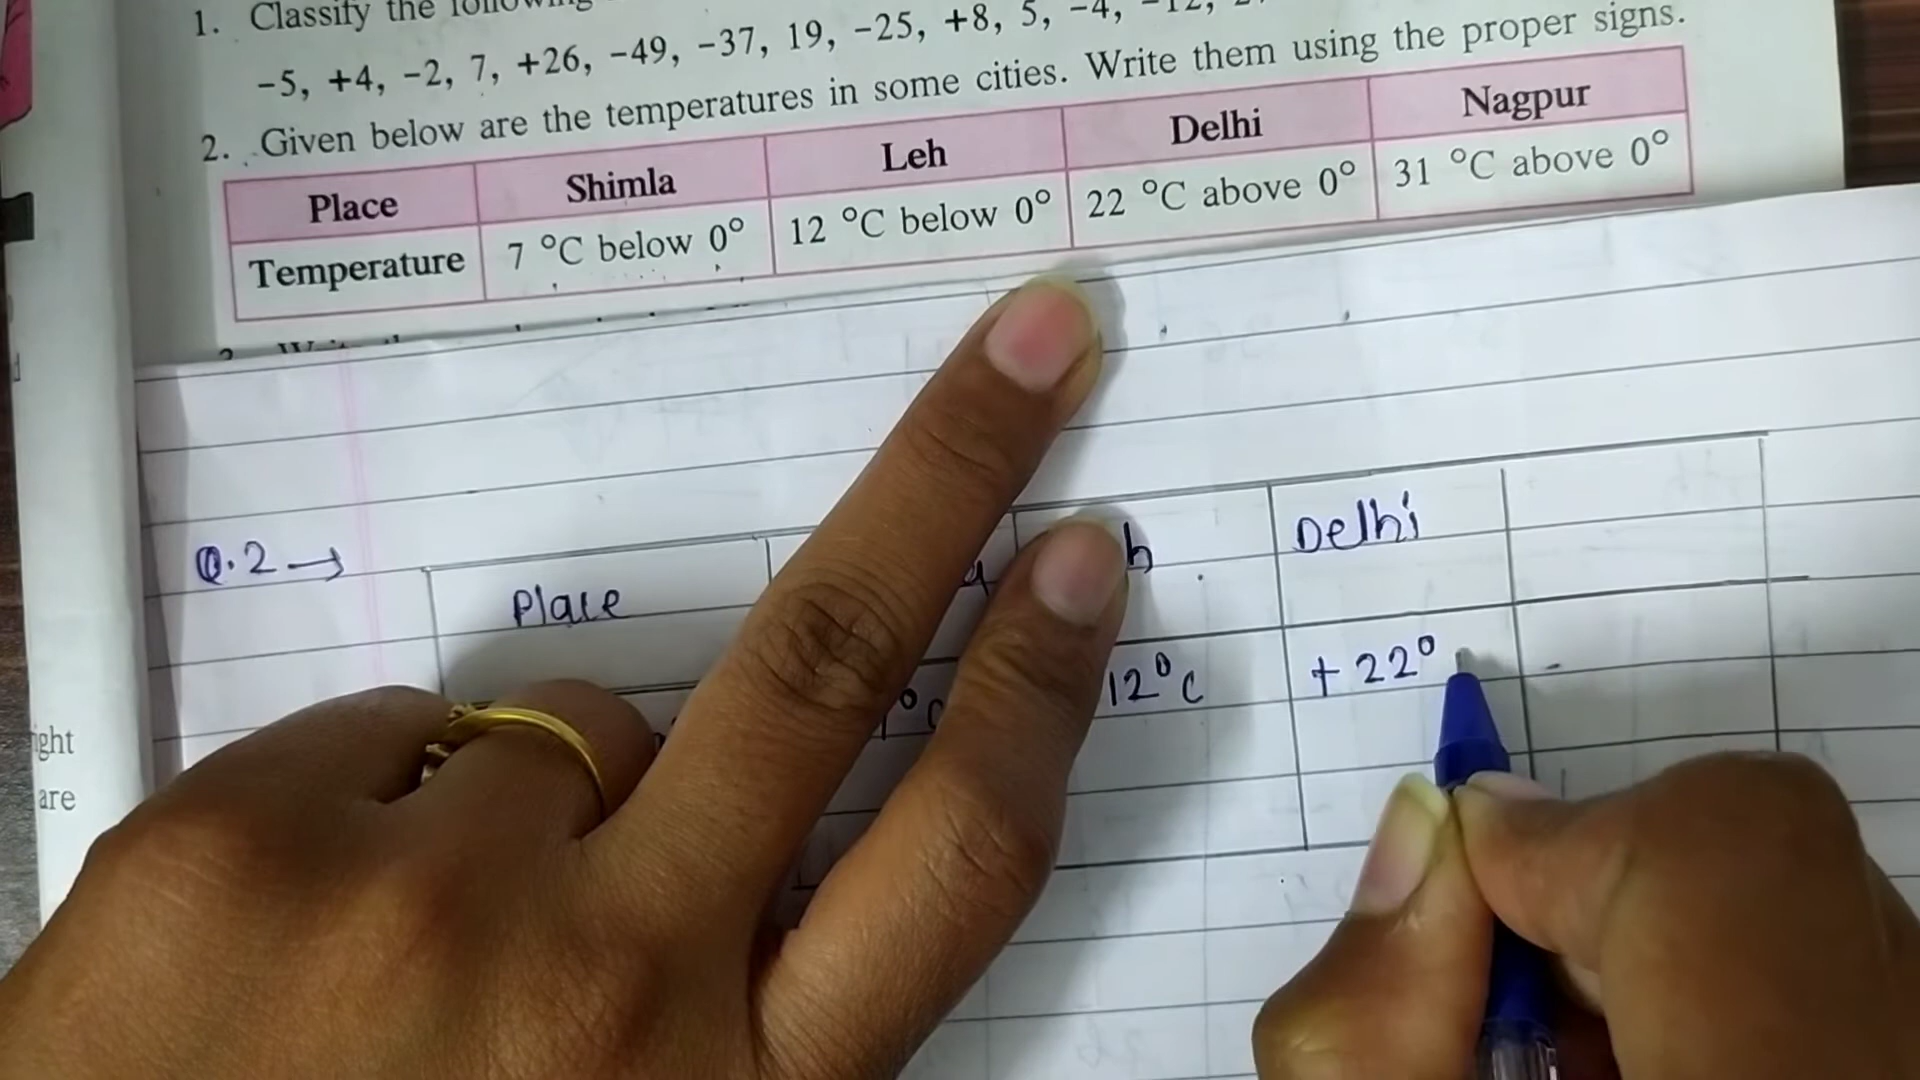 1. Classify the
-5, +4, -2, 7, +26, -49, -37, 19, -25, +8, 5, -4, -12,
2. Given below are the temperatures in some cities. Write them using the proper signs.
Place Shimla Leh Delhi Nagpur
Temperature 7 °C below 0° 12 °C below 0° 22 °C above 0° 31 °C above 0°
Q.2 → Place h Delhi
12°C +22°
ight
are